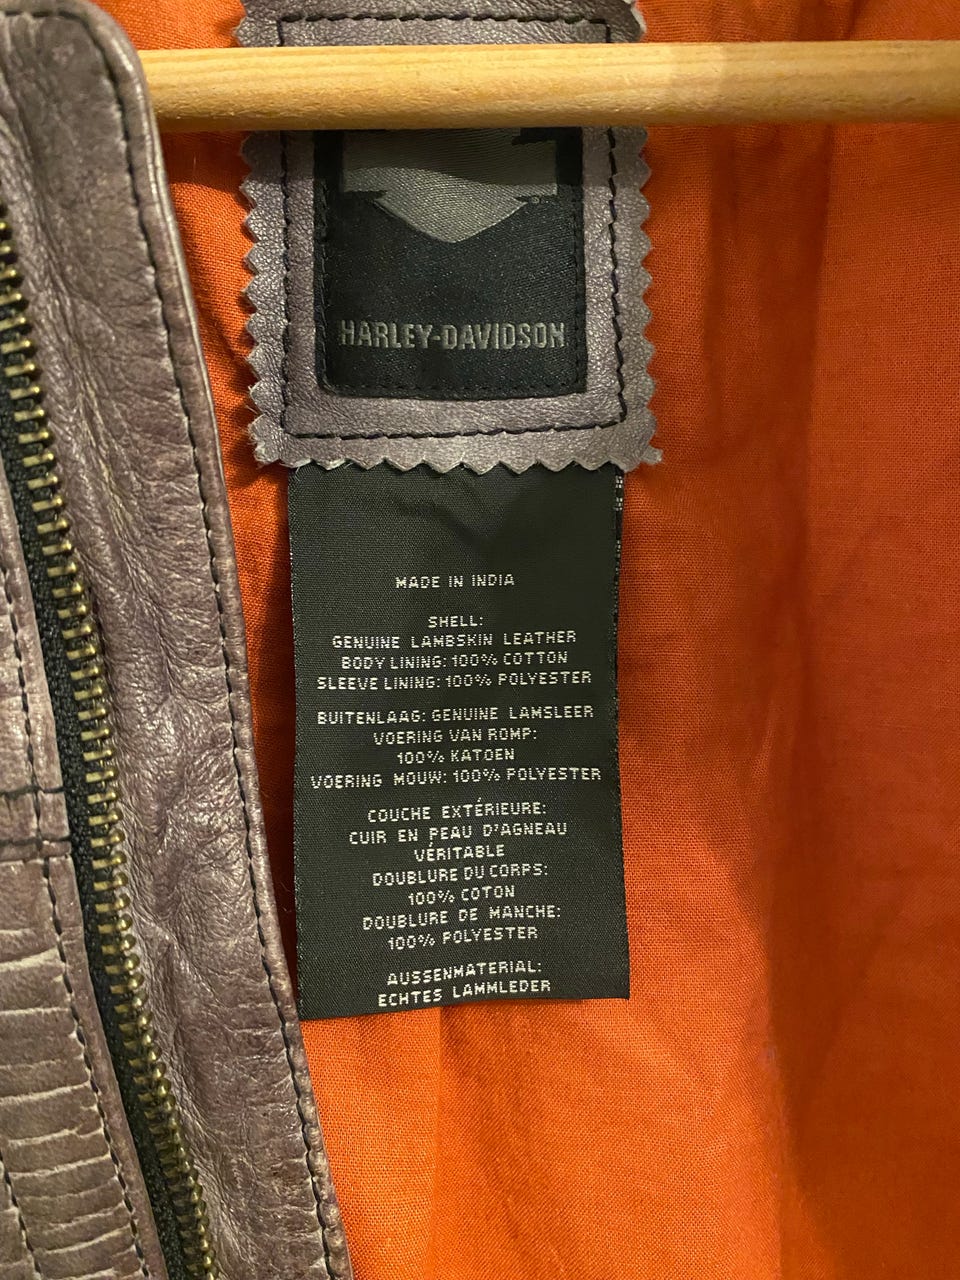 HARLEY-DAVIDSON
MADE IN INDIA
SHELL:
GENUINE LAMBSKIN LEATHER
BODY LINING: 100% COTTON
SLEEVE LINING: 100% POLYESTER
BUITENLAAG: GENUINE LAMSLEER
VOERING VAN ROMP:
100% KATOEN
VOERING MOUW: 100% POLYESTER
COUCHE EXTÉRIEURE:
CUIR EN PEAU D'AGNEAU
VÉRITABLE
DOUBLURE DU CORPS:
100% COTON
DOUBLURE DE MANCHE:
100% POLYESTER
AUSSENMATERIAL:
ECHTES LAMMLEDER